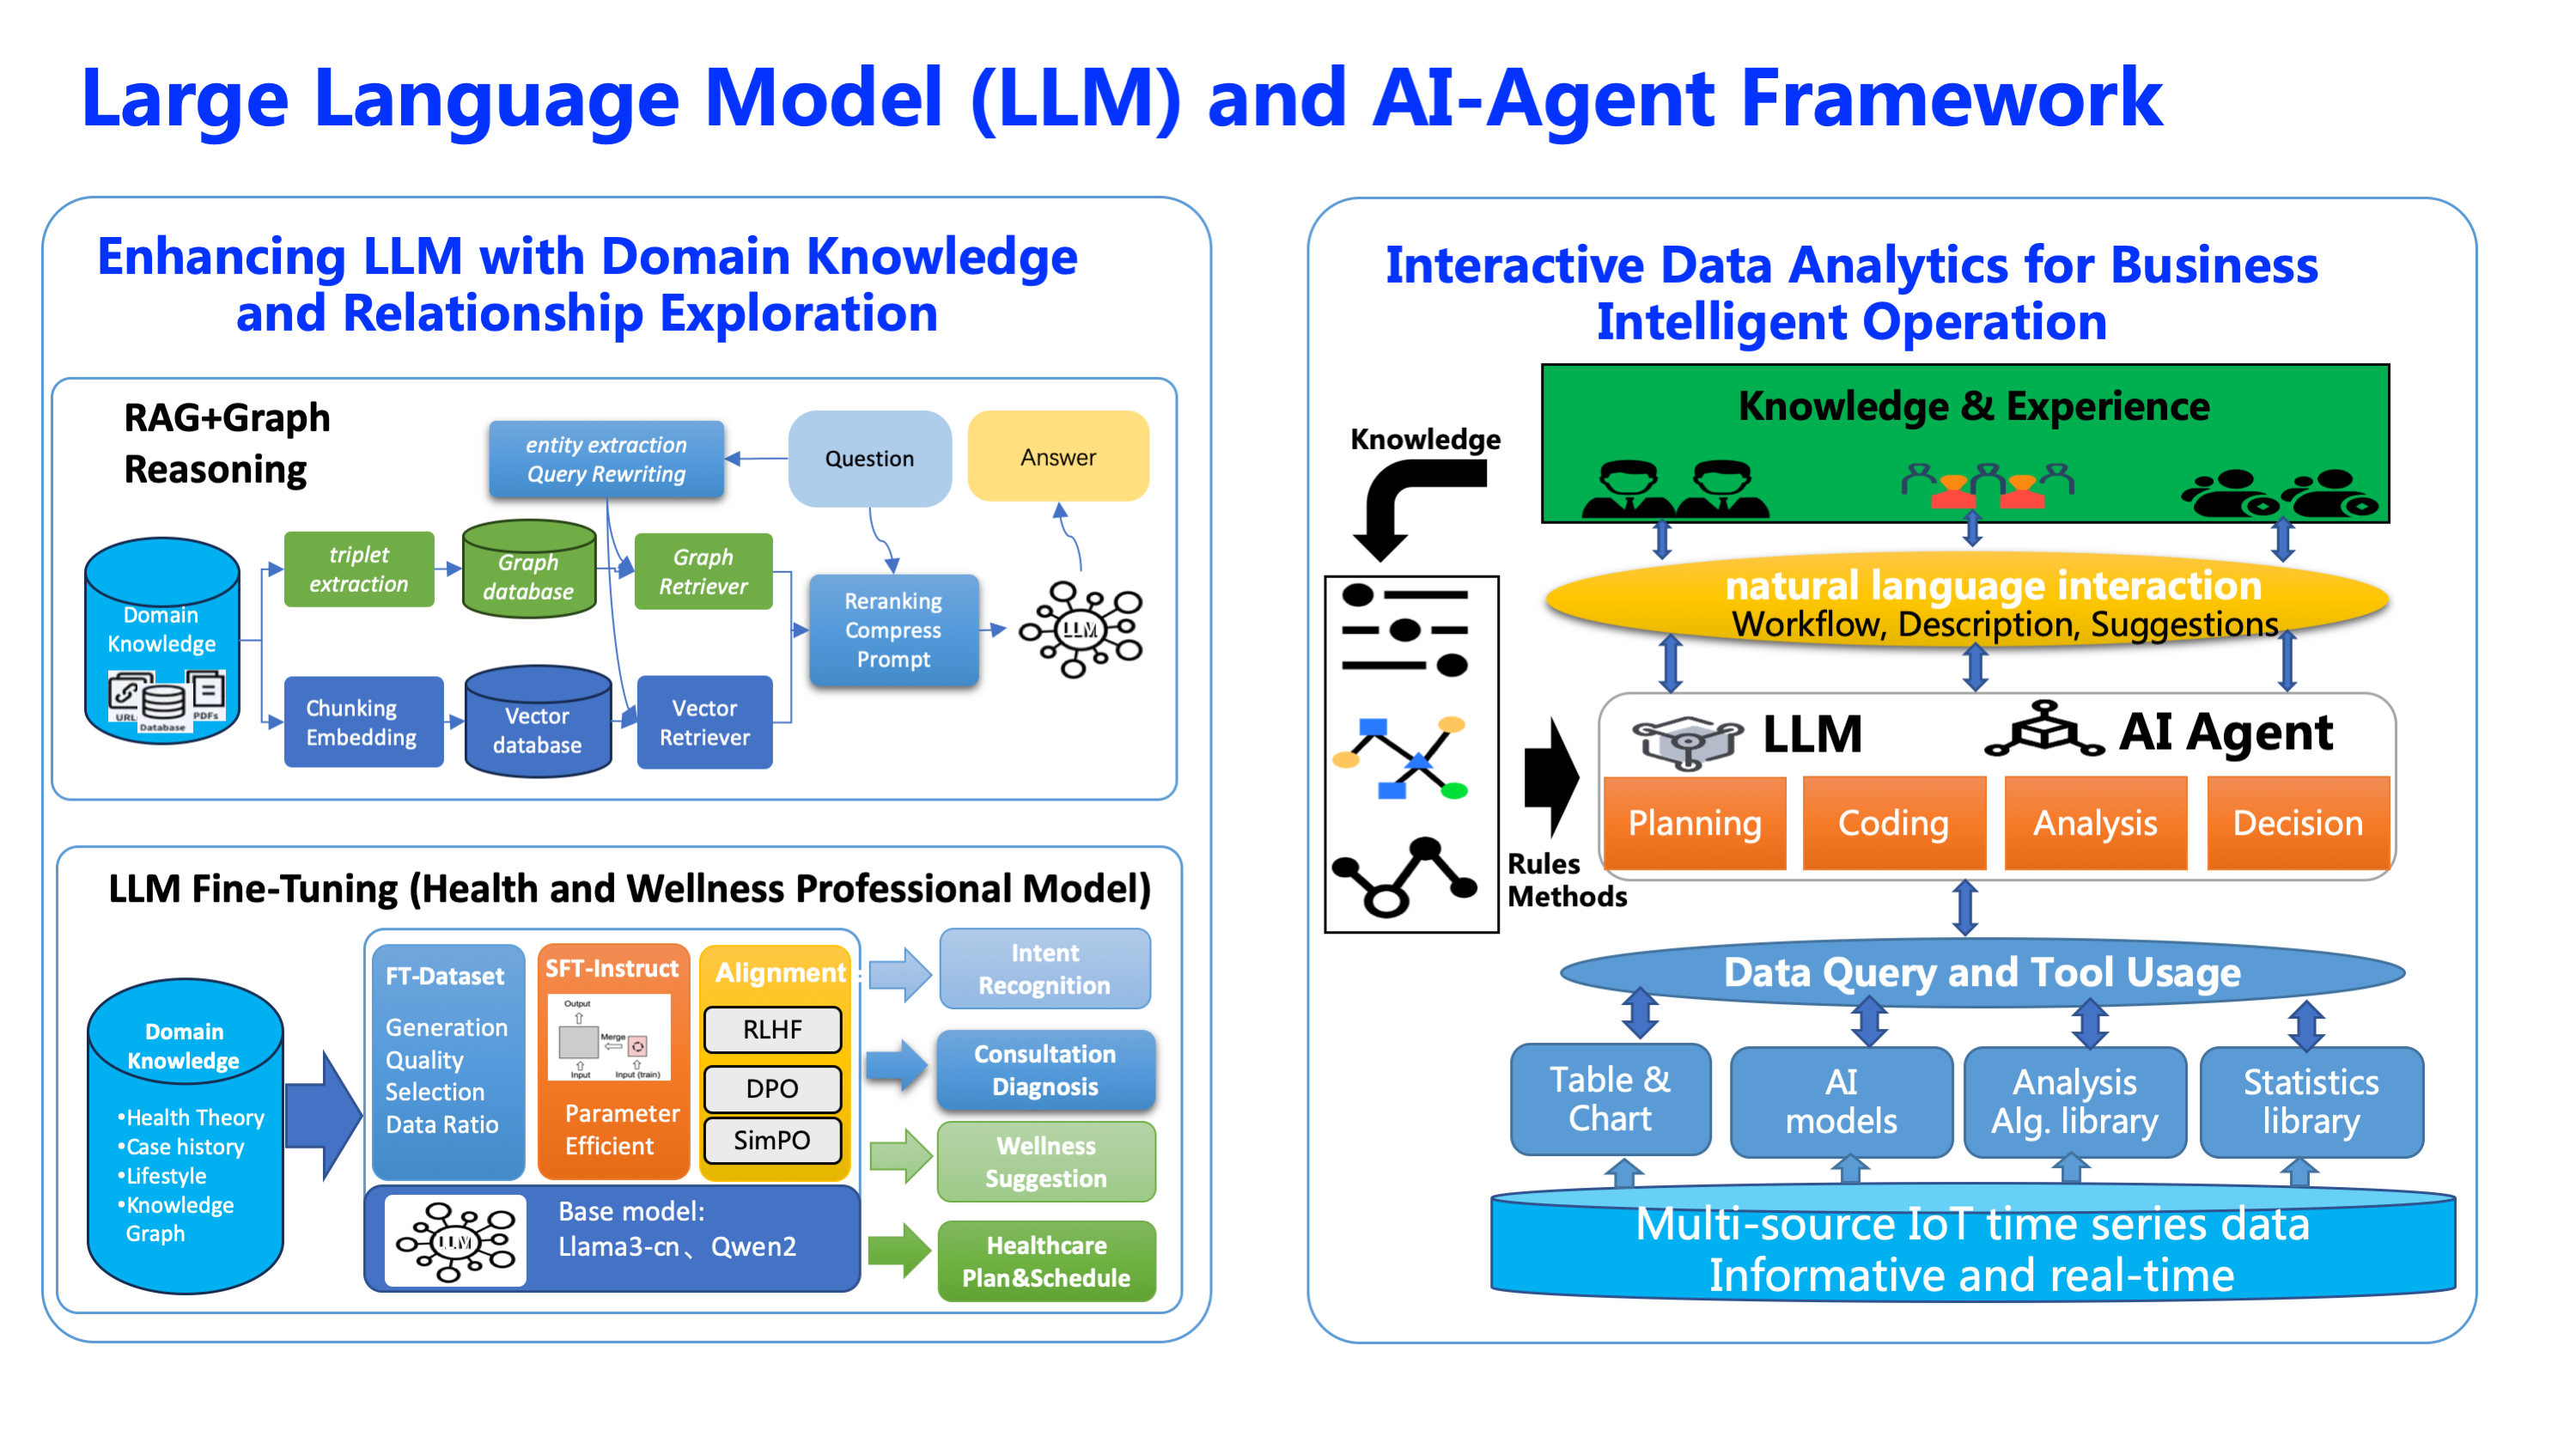 Large Language Model (LLM) and AI-Agent Framework
Enhancing LLM with Domain Knowledge
and Relationship Exploration
RAG+Graph
Reasoning
entity extraction
Query Rewriting
Question
Answer
Domain
Knowledge
URL
Database
PDFs
triplet
extraction
Graph
database
Graph
Retriever
Chunking
Embedding
Vector
database
Vector
Retriever
Reranking
Compress
Prompt
LLM
LLM Fine-Tuning (Health and Wellness Professional Model)
Domain
Knowledge
•Health Theory
•Case history
•Lifestyle
•Knowledge
Graph
FT-Dataset
Generation
Quality
Selection
Data Ratio
SFT-Instruct
Output
Merge
Input
Input (train)
Parameter
Efficient
Alignment
RLHF
DPO
SimPO
LLM
Base model:
Llama3-cn、Qwen2
Intent
Recognition
Consultation
Diagnosis
Wellness
Suggestion
Healthcare
Plan&Schedule
Interactive Data Analytics for Business
Intelligent Operation
Knowledge
Knowledge & Experience
natural language interaction
Workflow, Description, Suggestions
LLM
AI Agent
Planning
Coding
Analysis
Decision
Rules
Methods
Data Query and Tool Usage
Table &
Chart
AI
models
Analysis
Alg. library
Statistics
library
Multi-source IoT time series data
Informative and real-time